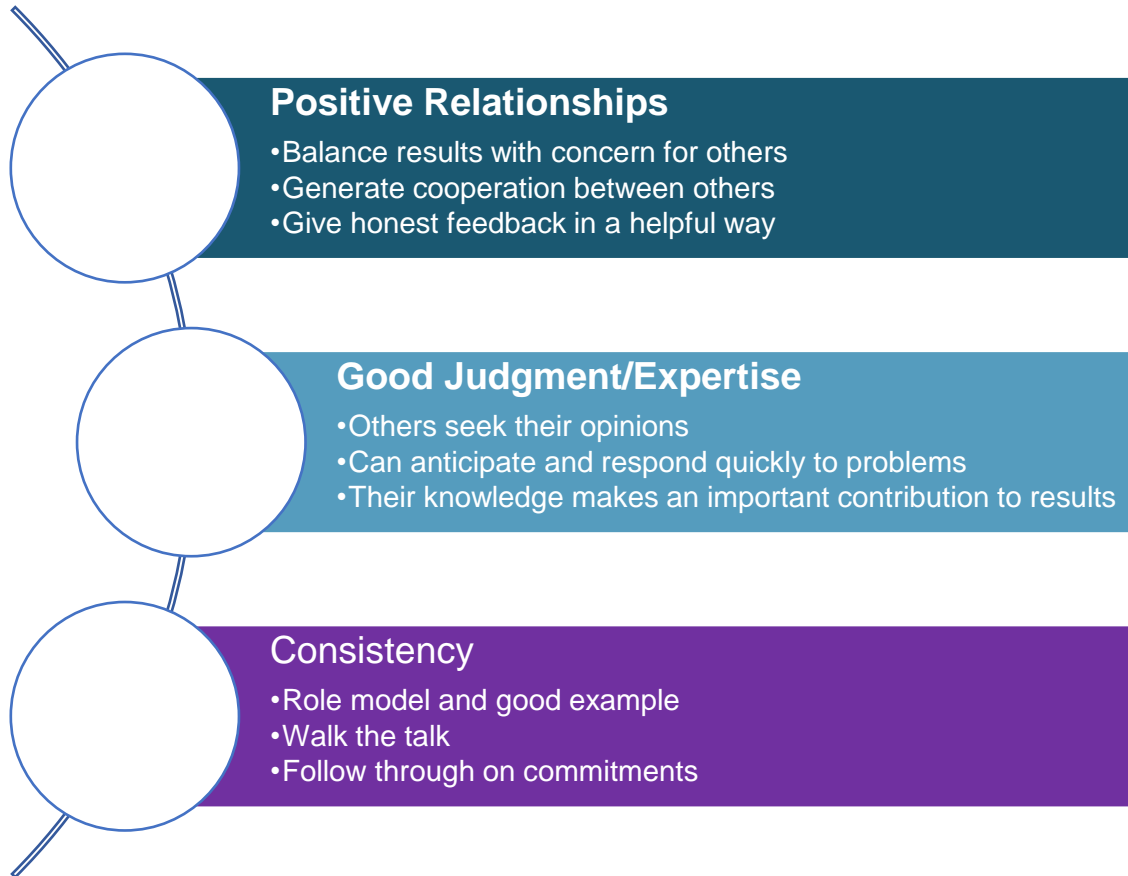 Positive Relationships
•Balance results with concern for others
•Generate cooperation between others
•Give honest feedback in a helpful way
Good Judgment/Expertise
•Others seek their opinions
•Can anticipate and respond quickly to problems
•Their knowledge makes an important contribution to results
Consistency
•Role model and good example
•Walk the talk
•Follow through on commitments